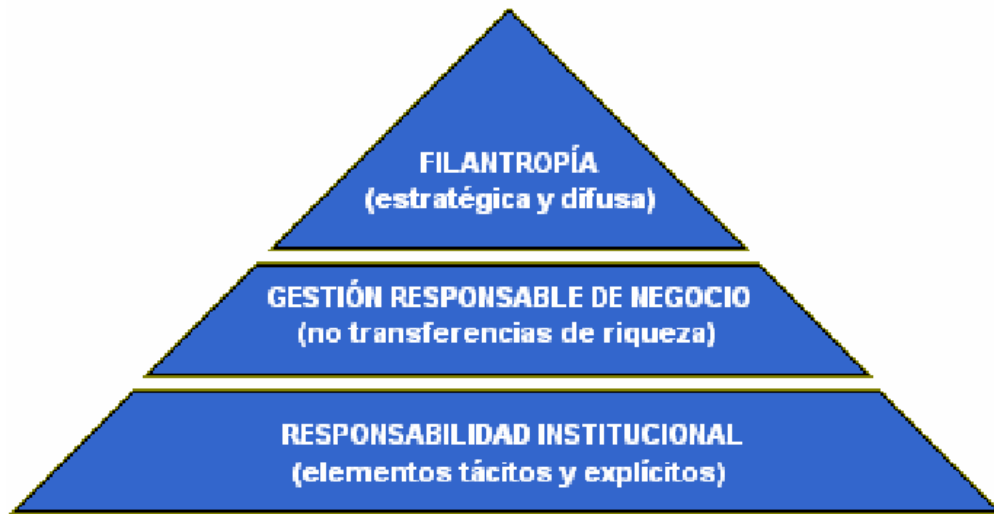 FILANTROPÍA
(estratégica y difusa)
GESTIÓN RESPONSABLE DE NEGOCIO
(no transferencias de riqueza)
RESPONSABILIDAD INSTITUCIONAL
(elementos tácitos y explícitos)